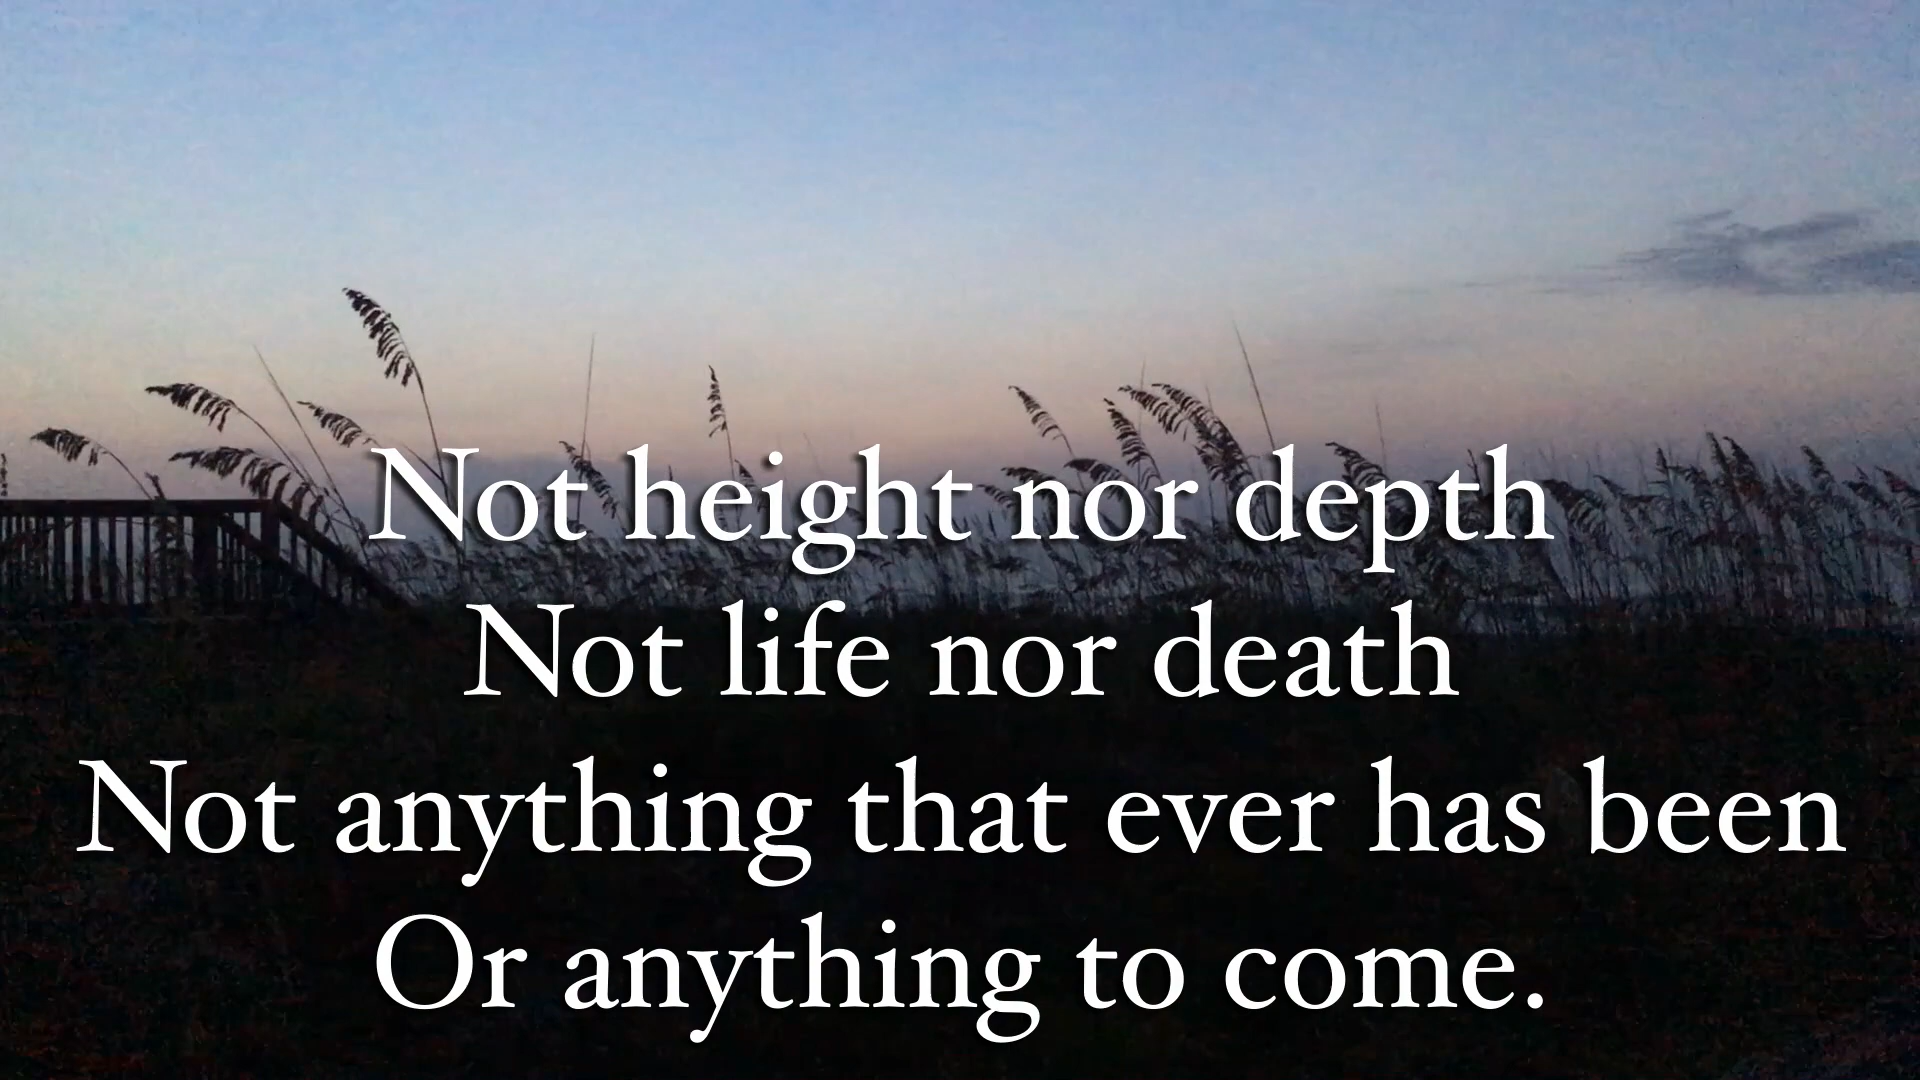 Not height nor depth
Not life nor death
Not anything that ever has been
Or anything to come.